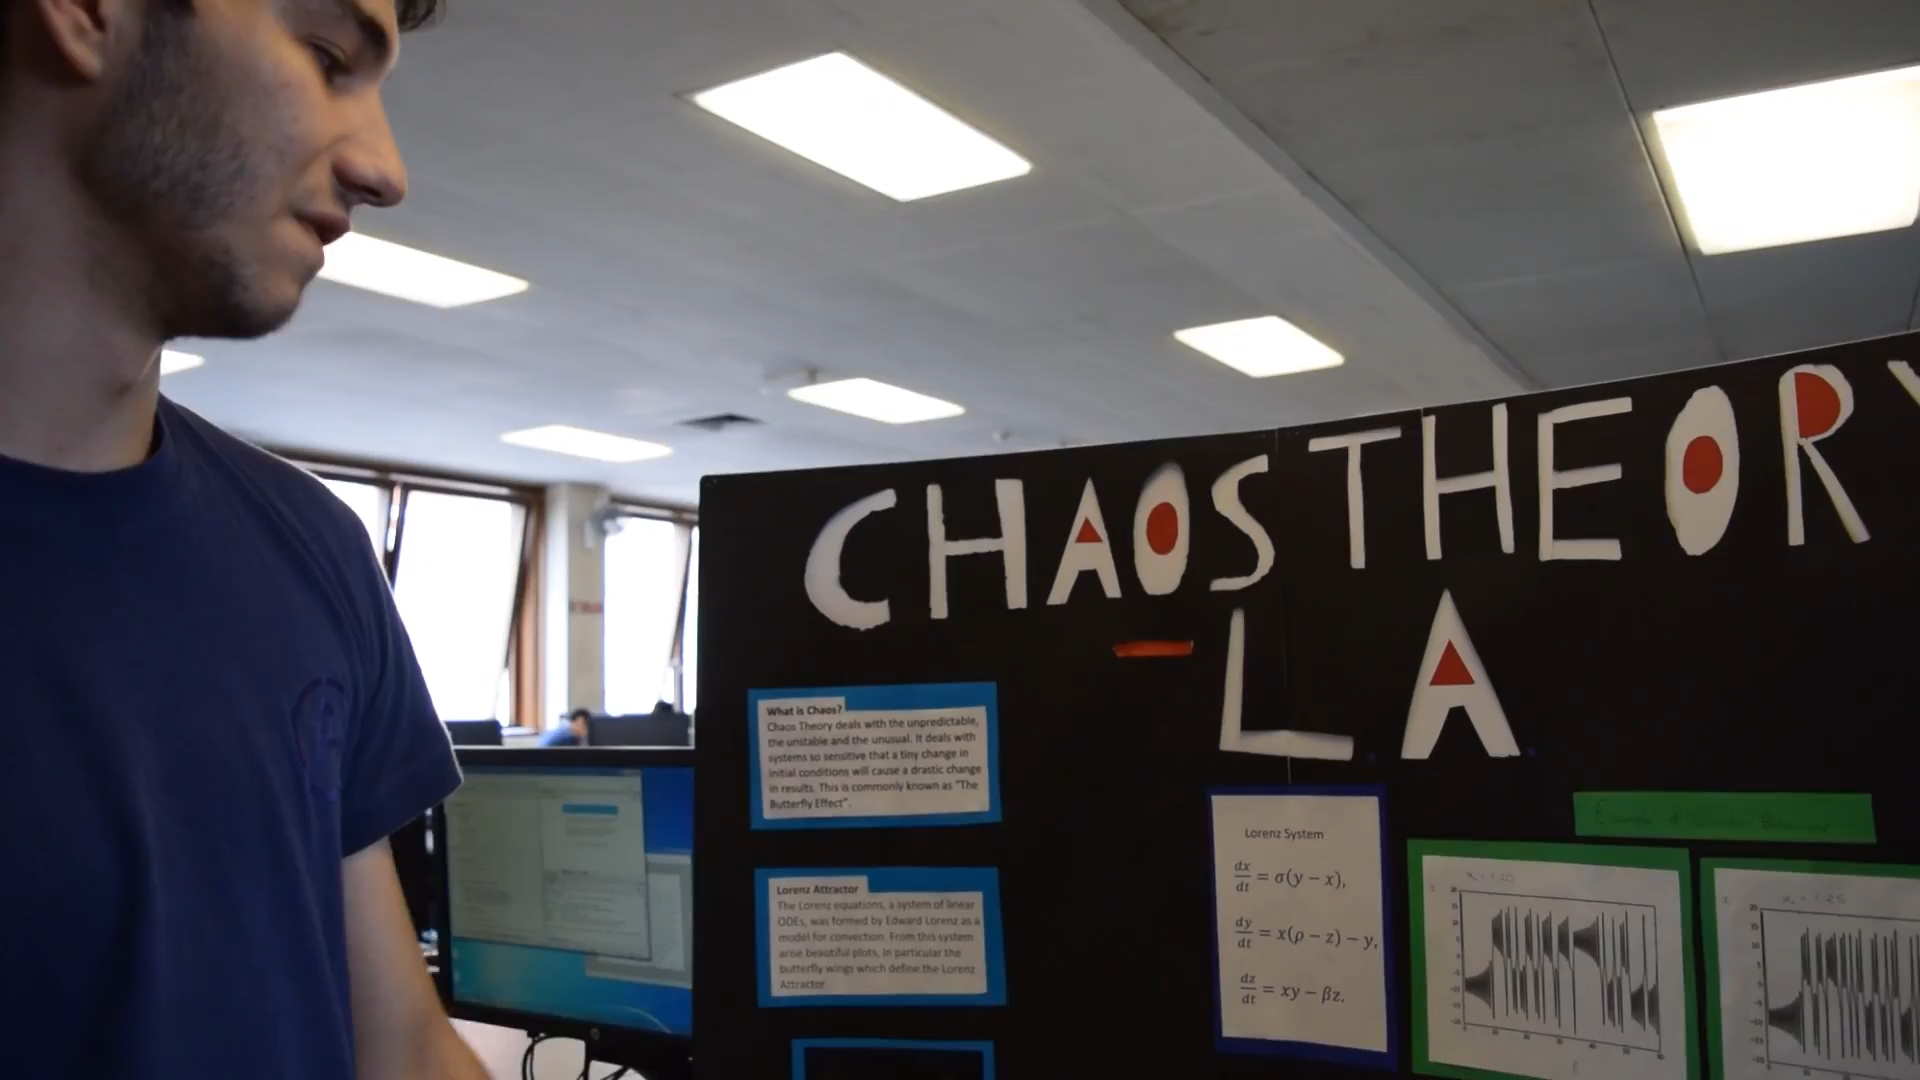 CHAOS THEORY
LA
What is Chaos?
Chaos Theory deals with the unpredictable,
the unstable and the unusual. It deals with
systems so sensitive that a tiny change in
initial conditions will cause a drastic change
in results. This is commonly known as "The
Butterfly Effect".
Lorenz Attractor
The Lorenz equations, a system of linear
ODEs, was formed by Edward Lorenz as a
model for convection. From this system
arise beautiful plots, in particular the
butterfly wings which define the Lorenz
Attractor.
Lorenz System
dx/dt = σ(y − x),
dy/dt = x(ρ − z) − y,
dz/dt = xy − βz.